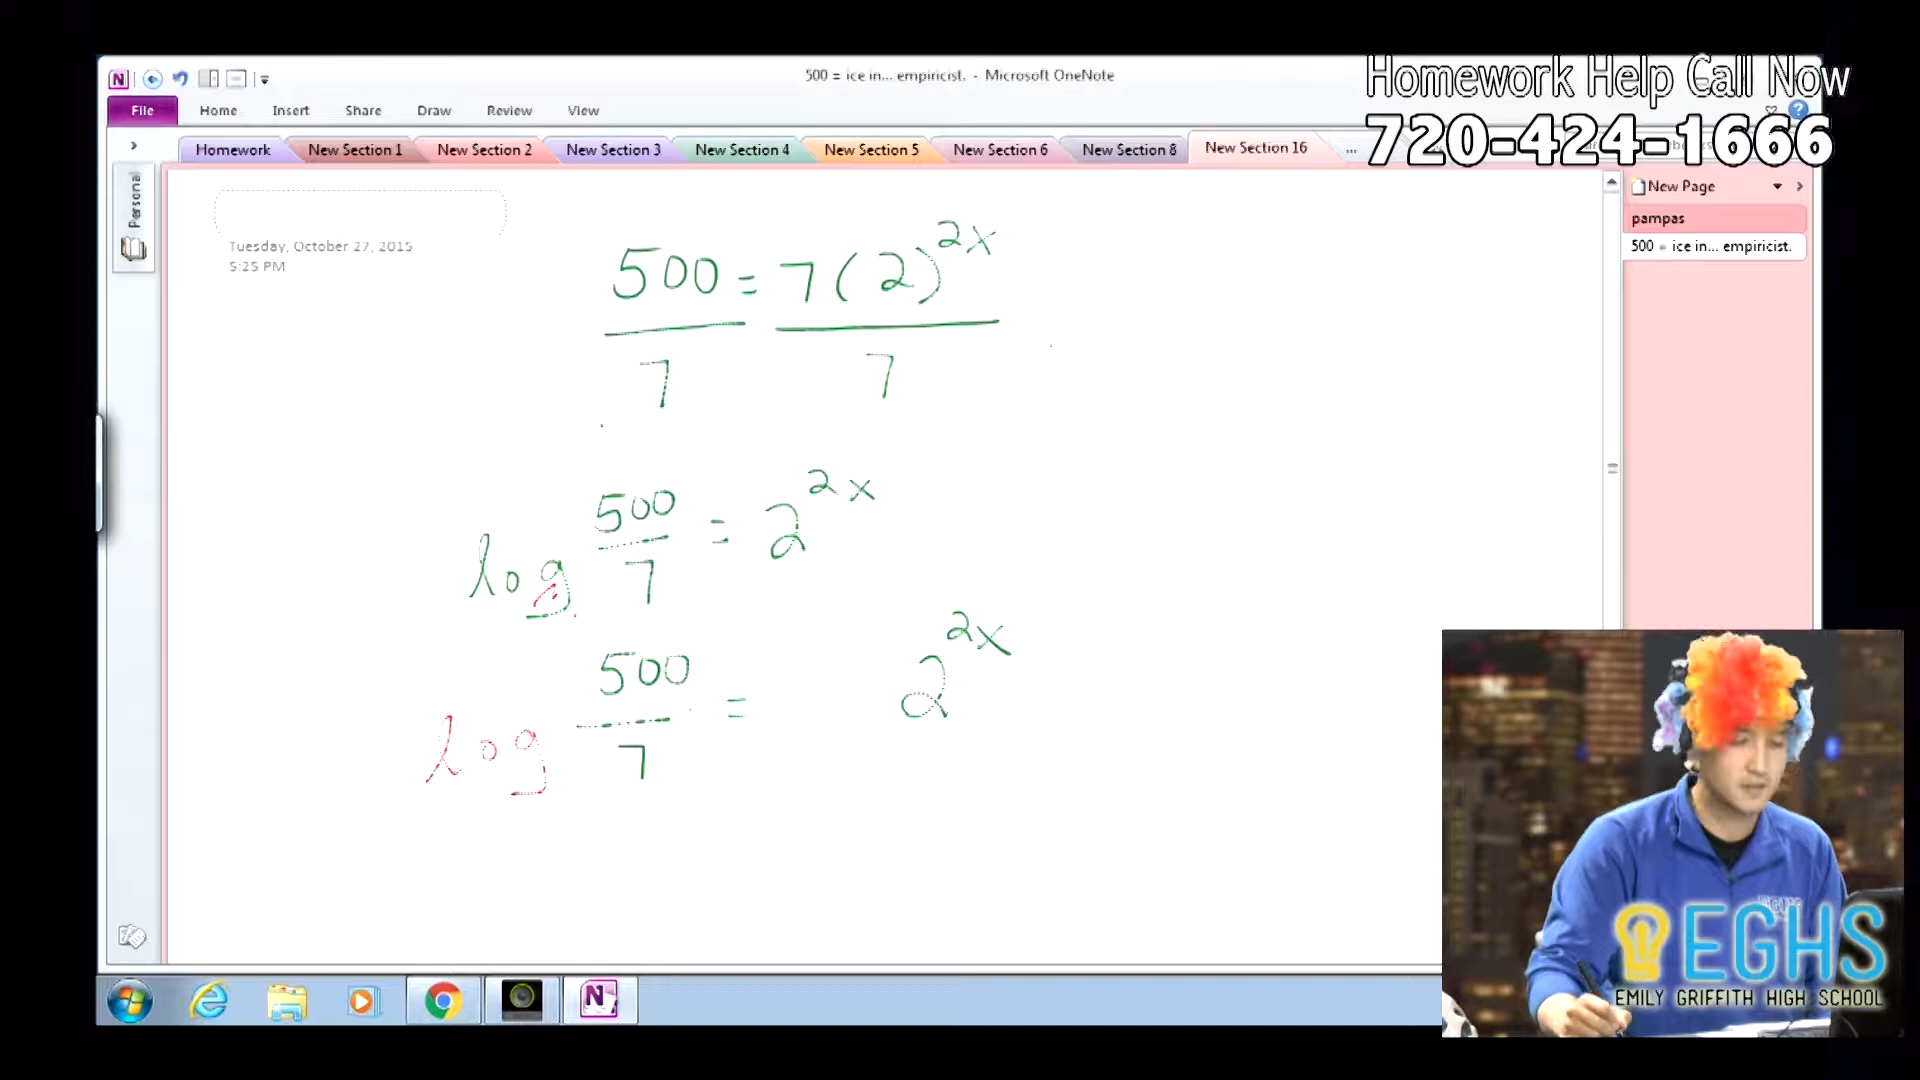 500 = ice in... empiricist. - Microsoft OneNote
Homework Help Call Now
720-424-1666
File Home Insert Share Draw Review View
Homework New Section 1 New Section 2 New Section 3 New Section 4 New Section 5 New Section 6 New Section 8 New Section 16 ...
Personal
New Page
pampas
500 = ice in... empiricist.
Tuesday, October 27, 2015
5:25 PM
500 = 7(2)^2x
7 7
log 500/7 = 2^2x
log 500/7 = 2^2x
EGHS
EMILY GRIFFITH HIGH SCHOOL